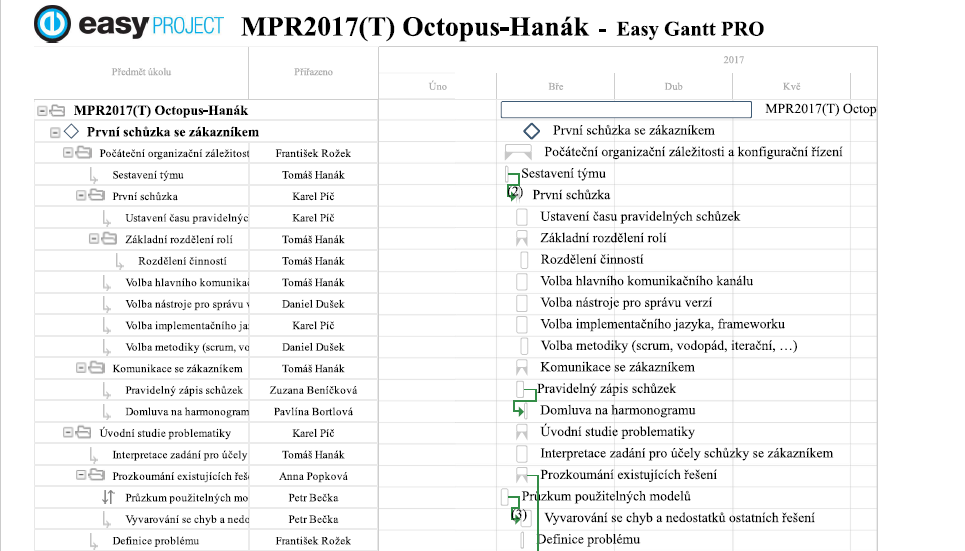 easy PROJECT MPR2017(T) Octopus-Hanák - Easy Gantt PRO
Předmět úkolu Přiřazeno 2017
Úno Bře Dub Kvě
MPR2017(T) Octopus-Hanák MPR2017(T) Octop
První schůzka se zákazníkem První schůzka se zákazníkem
Počáteční organizační záležitost František Rožek Počáteční organizační záležitosti a konfigurační řízení
Sestavení týmu Tomáš Hanák Sestavení týmu
První schůzka Karel Píč (2) První schůzka
Ustavení času pravidelnýc Karel Píč Ustavení času pravidelných schůzek
Základní rozdělení rolí Tomáš Hanák Základní rozdělení rolí
Rozdělení činností Tomáš Hanák Rozdělení činností
Volba hlavního komunika Tomáš Hanák Volba hlavního komunikačního kanálu
Volba nástroje pro správu v Daniel Dušek Volba nástroje pro správu verzí
Volba implementačního ja Karel Píč Volba implementačního jazyka, frameworku
Volba metodiky (scrum, vo Daniel Dušek Volba metodiky (scrum, vodopád, iterační, …)
Komunikace se zákazníkem Tomáš Hanák Komunikace se zákazníkem
Pravidelný zápis schůzek Zuzana Beníčková Pravidelný zápis schůzek
Domluva na harmonogram Pavlína Bortlová Domluva na harmonogramu
Úvodní studie problematiky Karel Píč Úvodní studie problematiky
Interpretace zadání pro účely Tomáš Hanák Interpretace zadání pro účely schůzky se zákazníkem
Prozkoumání existujících řeše Anna Popková Prozkoumání existujících řešení
Průzkum použitelných mo Petr Bečka Průzkum použitelných modelů
Vyvarování se chyb a nedo Petr Bečka (3) Vyvarování se chyb a nedostatků ostatních řešení
Definice problému František Rožek Definice problému